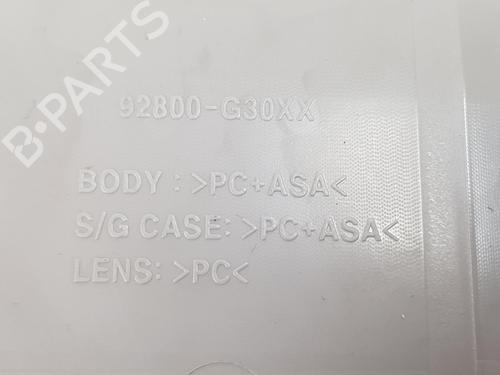 B-PARTS
92800-G30XX
BODY : >PC+ASA<
S/G CASE: >PC+ASA<
LENS: >PC<